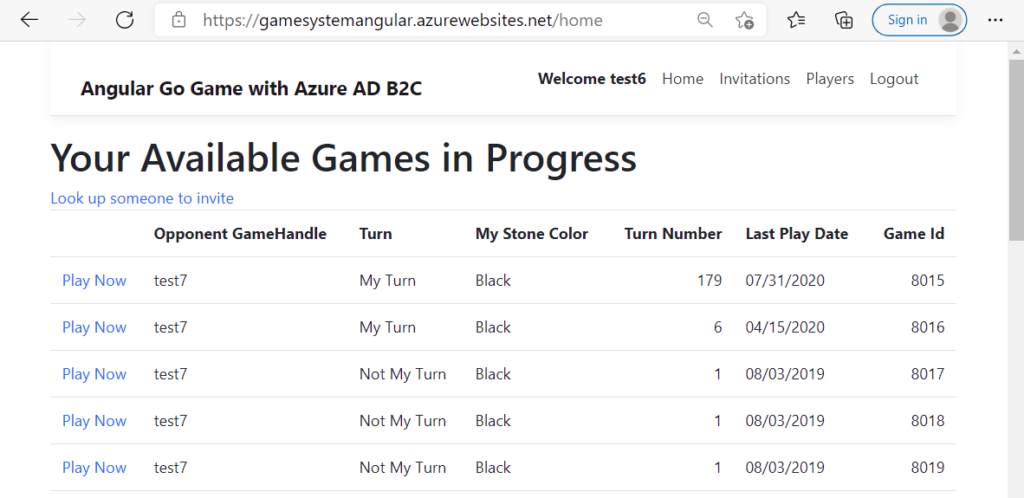 https://gamesystemangular.azurewebsites.net/home Sign in
Angular Go Game with Azure AD B2C Welcome test6 Home Invitations Players Logout
Your Available Games in Progress
Look up someone to invite
Opponent GameHandle Turn My Stone Color Turn Number Last Play Date Game Id
Play Now test7 My Turn Black 179 07/31/2020 8015
Play Now test7 My Turn Black 6 04/15/2020 8016
Play Now test7 Not My Turn Black 1 08/03/2019 8017
Play Now test7 Not My Turn Black 1 08/03/2019 8018
Play Now test7 Not My Turn Black 1 08/03/2019 8019